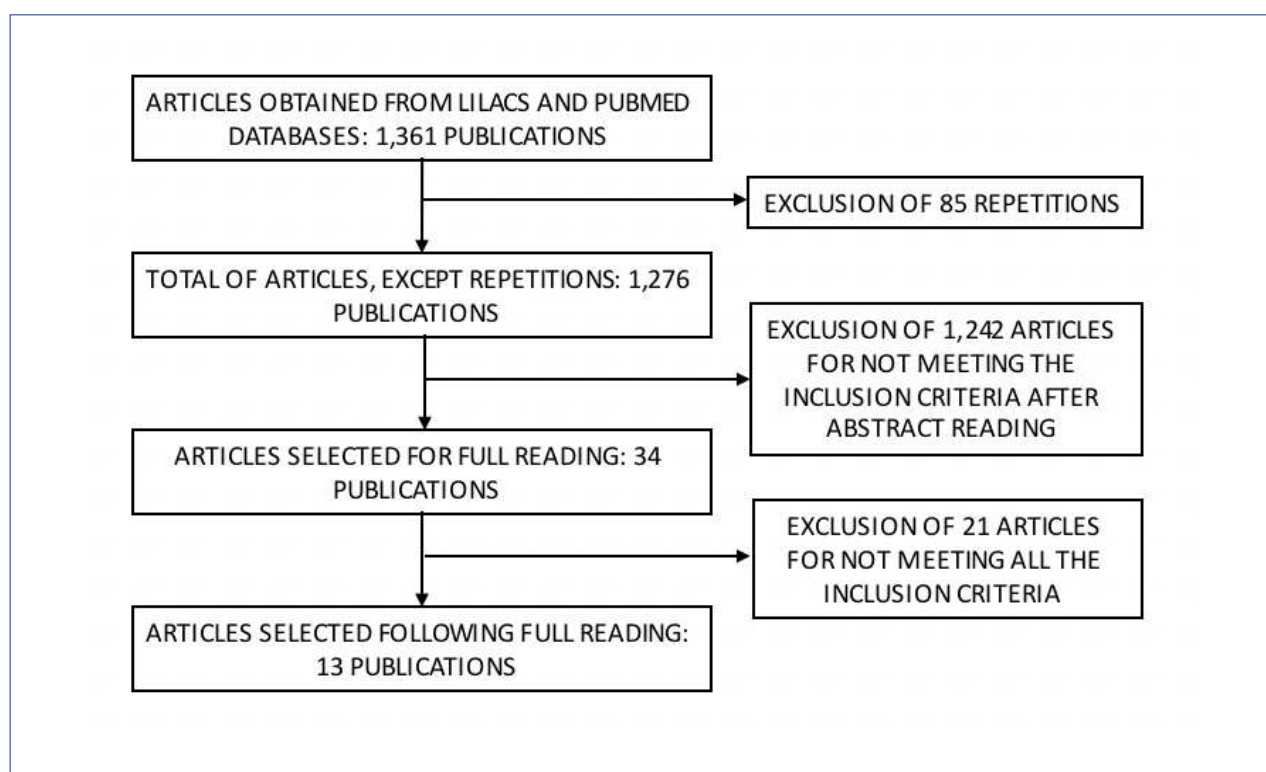 ARTICLES OBTAINED FROM LILACS AND PUBMED
DATABASES: 1,361 PUBLICATIONS
EXCLUSION OF 85 REPETITIONS
TOTAL OF ARTICLES, EXCEPT REPETITIONS: 1,276
PUBLICATIONS
EXCLUSION OF 1,242 ARTICLES
FOR NOT MEETING THE
INCLUSION CRITERIA AFTER
ABSTRACT READING
ARTICLES SELECTED FOR FULL READING: 34
PUBLICATIONS
EXCLUSION OF 21 ARTICLES
FOR NOT MEETING ALL THE
INCLUSION CRITERIA
ARTICLES SELECTED FOLLOWING FULL READING:
13 PUBLICATIONS